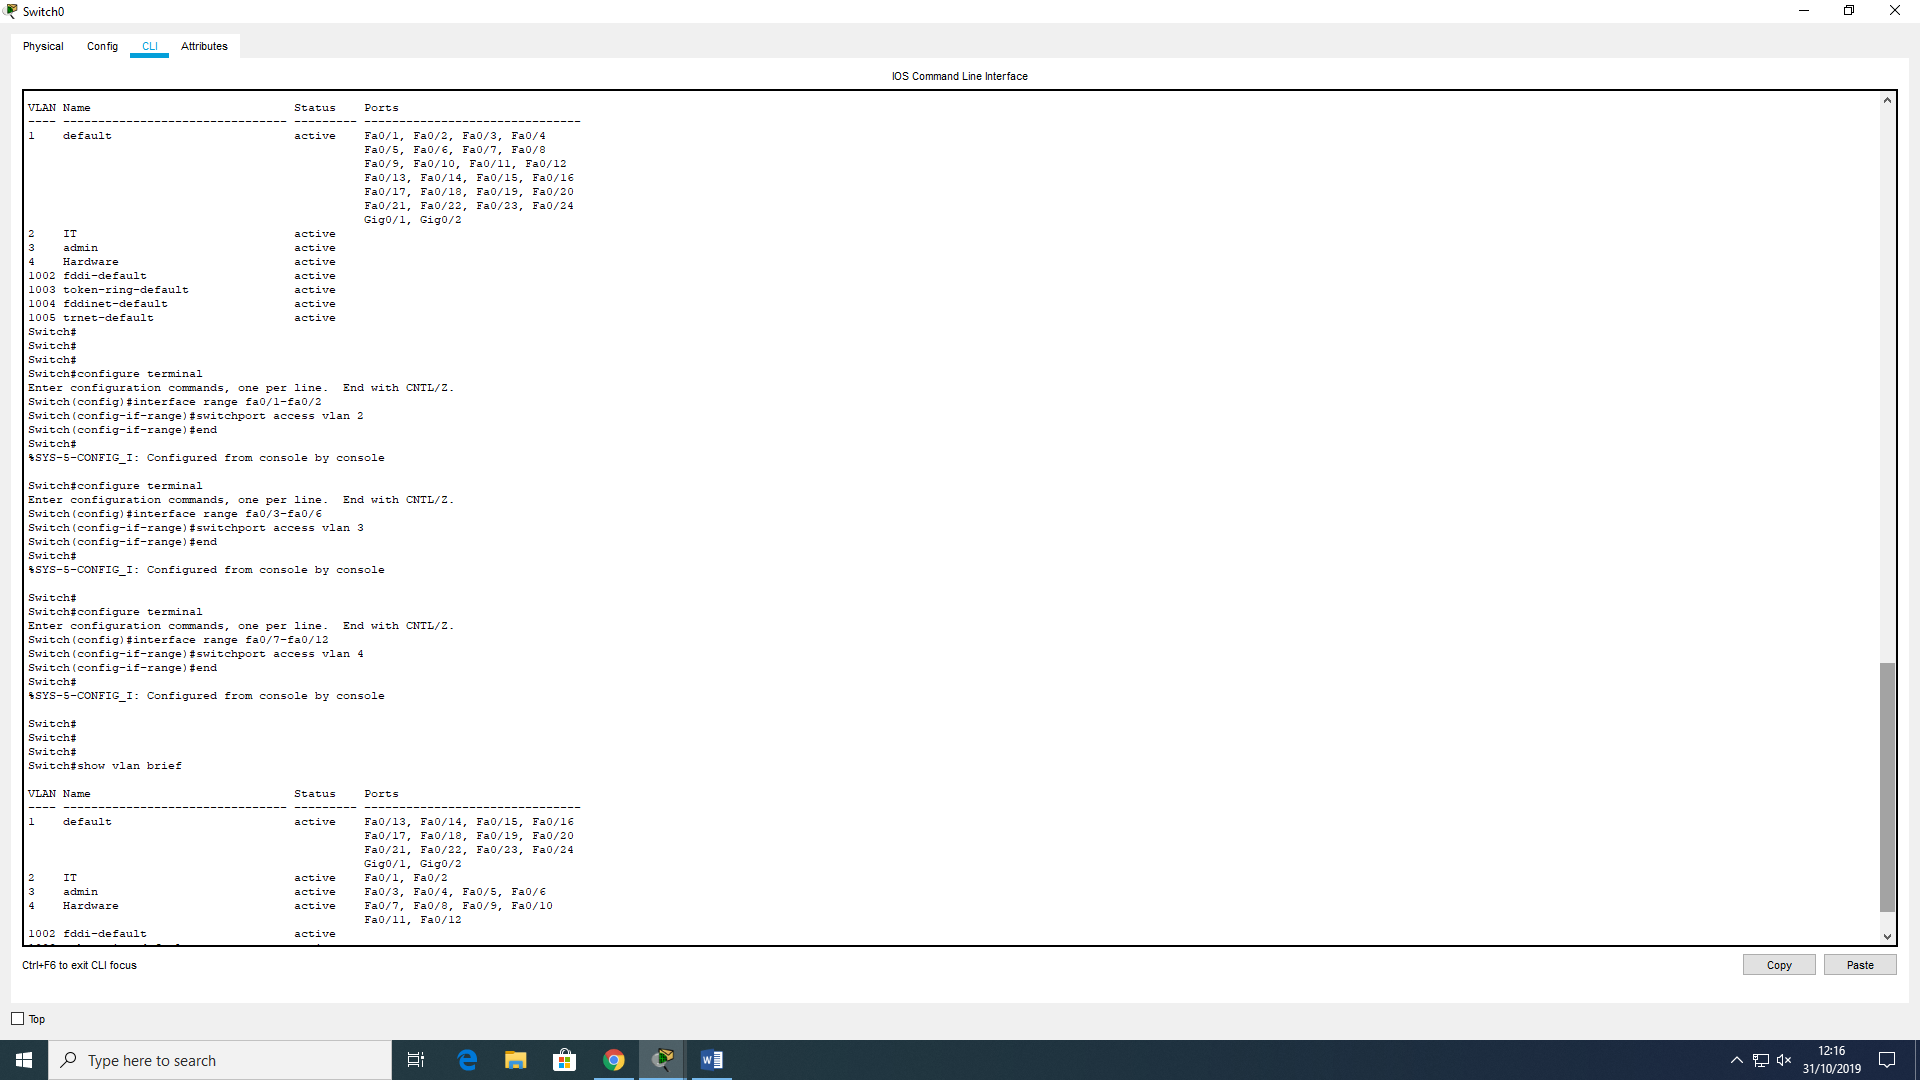 Switch0
Physical Config CLI Attributes
IOS Command Line Interface
VLAN Name                             Status    Ports
---- -------------------------------- --------- -------------------------------
1    default                          active    Fa0/1, Fa0/2, Fa0/3, Fa0/4
                                                Fa0/5, Fa0/6, Fa0/7, Fa0/8
                                                Fa0/9, Fa0/10, Fa0/11, Fa0/12
                                                Fa0/13, Fa0/14, Fa0/15, Fa0/16
                                                Fa0/17, Fa0/18, Fa0/19, Fa0/20
                                                Fa0/21, Fa0/22, Fa0/23, Fa0/24
                                                Gig0/1, Gig0/2
2    IT                               active
3    admin                            active
4    Hardware                         active
1002 fddi-default                     active
1003 token-ring-default               active
1004 fddinet-default                  active
1005 trnet-default                    active
Switch#
Switch#
Switch#
Switch#configure terminal
Enter configuration commands, one per line.  End with CNTL/Z.
Switch(config)#interface range fa0/1-fa0/2
Switch(config-if-range)#switchport access vlan 2
Switch(config-if-range)#end
Switch#
%SYS-5-CONFIG_I: Configured from console by console
Switch#configure terminal
Enter configuration commands, one per line.  End with CNTL/Z.
Switch(config)#interface range fa0/3-fa0/6
Switch(config-if-range)#switchport access vlan 3
Switch(config-if-range)#end
Switch#
%SYS-5-CONFIG_I: Configured from console by console
Switch#
Switch#configure terminal
Enter configuration commands, one per line.  End with CNTL/Z.
Switch(config)#interface range fa0/7-fa0/12
Switch(config-if-range)#switchport access vlan 4
Switch(config-if-range)#end
Switch#
%SYS-5-CONFIG_I: Configured from console by console
Switch#
Switch#
Switch#
Switch#show vlan brief
VLAN Name                             Status    Ports
---- -------------------------------- --------- -------------------------------
1    default                          active    Fa0/13, Fa0/14, Fa0/15, Fa0/16
                                                Fa0/17, Fa0/18, Fa0/19, Fa0/20
                                                Fa0/21, Fa0/22, Fa0/23, Fa0/24
                                                Gig0/1, Gig0/2
2    IT                               active    Fa0/1, Fa0/2
3    admin                            active    Fa0/3, Fa0/4, Fa0/5, Fa0/6
4    Hardware                         active    Fa0/7, Fa0/8, Fa0/9, Fa0/10
                                                Fa0/11, Fa0/12
1002 fddi-default                     active
Ctrl+F6 to exit CLI focus
Copy Paste
Top
Type here to search
12:16
31/10/2019